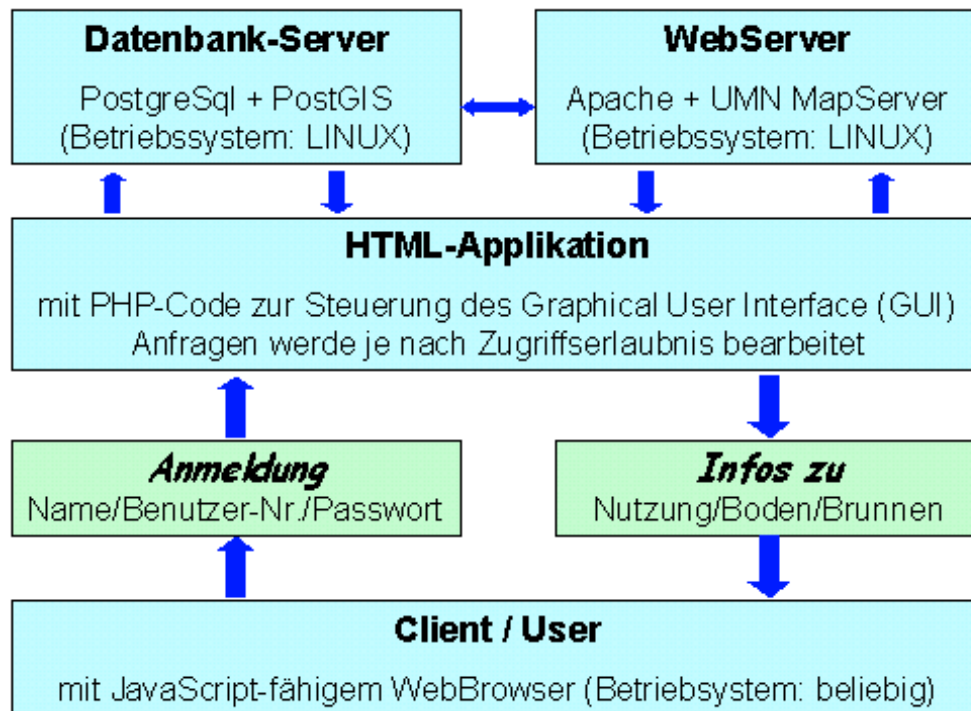 Datenbank-Server
PostgreSql + PostGIS
(Betriebssystem: LINUX)
WebServer
Apache + UMN MapServer
(Betriebssystem: LINUX)
HTML-Applikation
mit PHP-Code zur Steuerung des Graphical User Interface (GUI)
Anfragen werde je nach Zugriffserlaubnis bearbeitet
Anmeldung
Name/Benutzer-Nr./Passwort
Infos zu
Nutzung/Boden/Brunnen
Client / User
mit JavaScript-fähigem WebBrowser (Betriebsystem: beliebig)